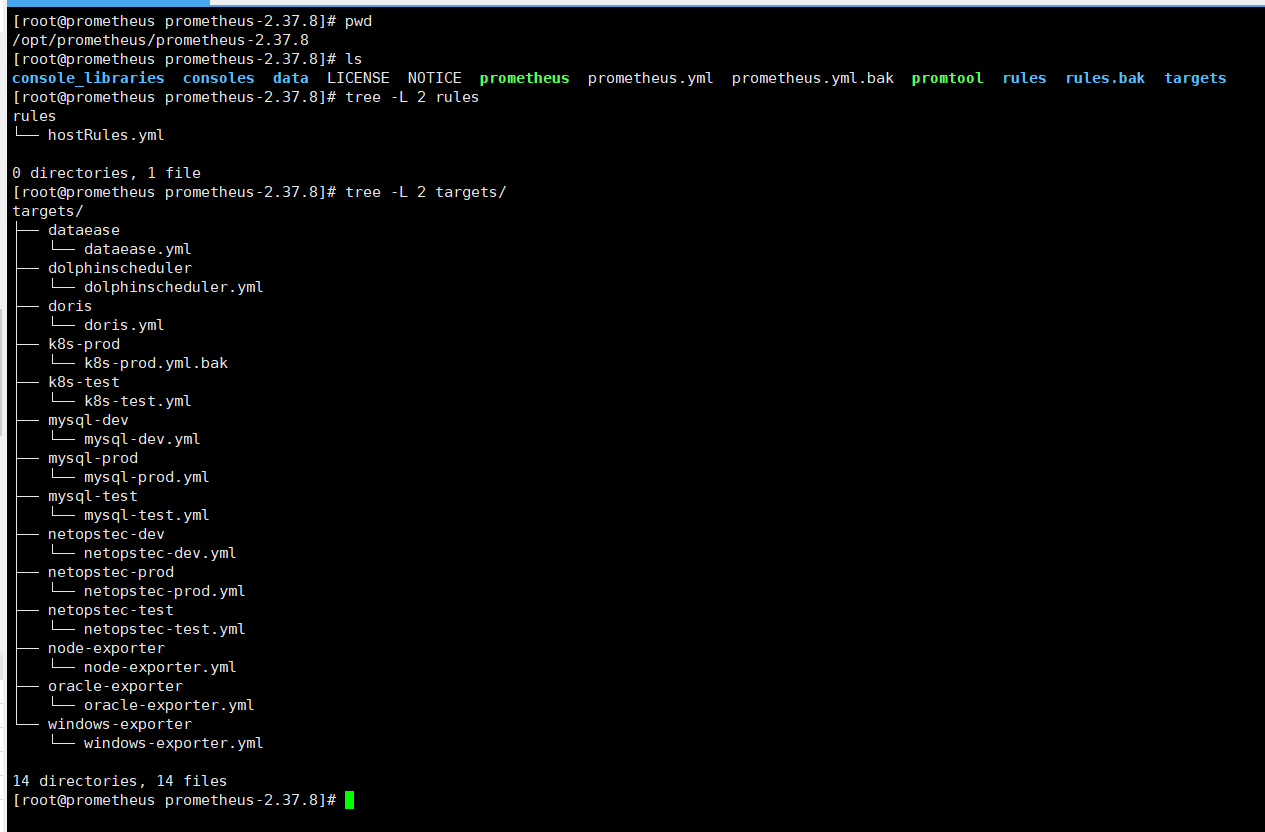 [root@prometheus prometheus-2.37.8]# pwd
/opt/prometheus/prometheus-2.37.8
[root@prometheus prometheus-2.37.8]# ls
console_libraries  consoles  data  LICENSE  NOTICE  prometheus  prometheus.yml  prometheus.yml.bak  promtool  rules  rules.bak  targets
[root@prometheus prometheus-2.37.8]# tree -L 2 rules
rules
└── hostRules.yml

0 directories, 1 file
[root@prometheus prometheus-2.37.8]# tree -L 2 targets/
targets/
├── dataease
│   └── dataease.yml
├── dolphinscheduler
│   └── dolphinscheduler.yml
├── doris
│   └── doris.yml
├── k8s-prod
│   └── k8s-prod.yml.bak
├── k8s-test
│   └── k8s-test.yml
├── mysql-dev
│   └── mysql-dev.yml
├── mysql-prod
│   └── mysql-prod.yml
├── mysql-test
│   └── mysql-test.yml
├── netopstec-dev
│   └── netopstec-dev.yml
├── netopstec-prod
│   └── netopstec-prod.yml
├── netopstec-test
│   └── netopstec-test.yml
├── node-exporter
│   └── node-exporter.yml
├── oracle-exporter
│   └── oracle-exporter.yml
└── windows-exporter
    └── windows-exporter.yml

14 directories, 14 files
[root@prometheus prometheus-2.37.8]#